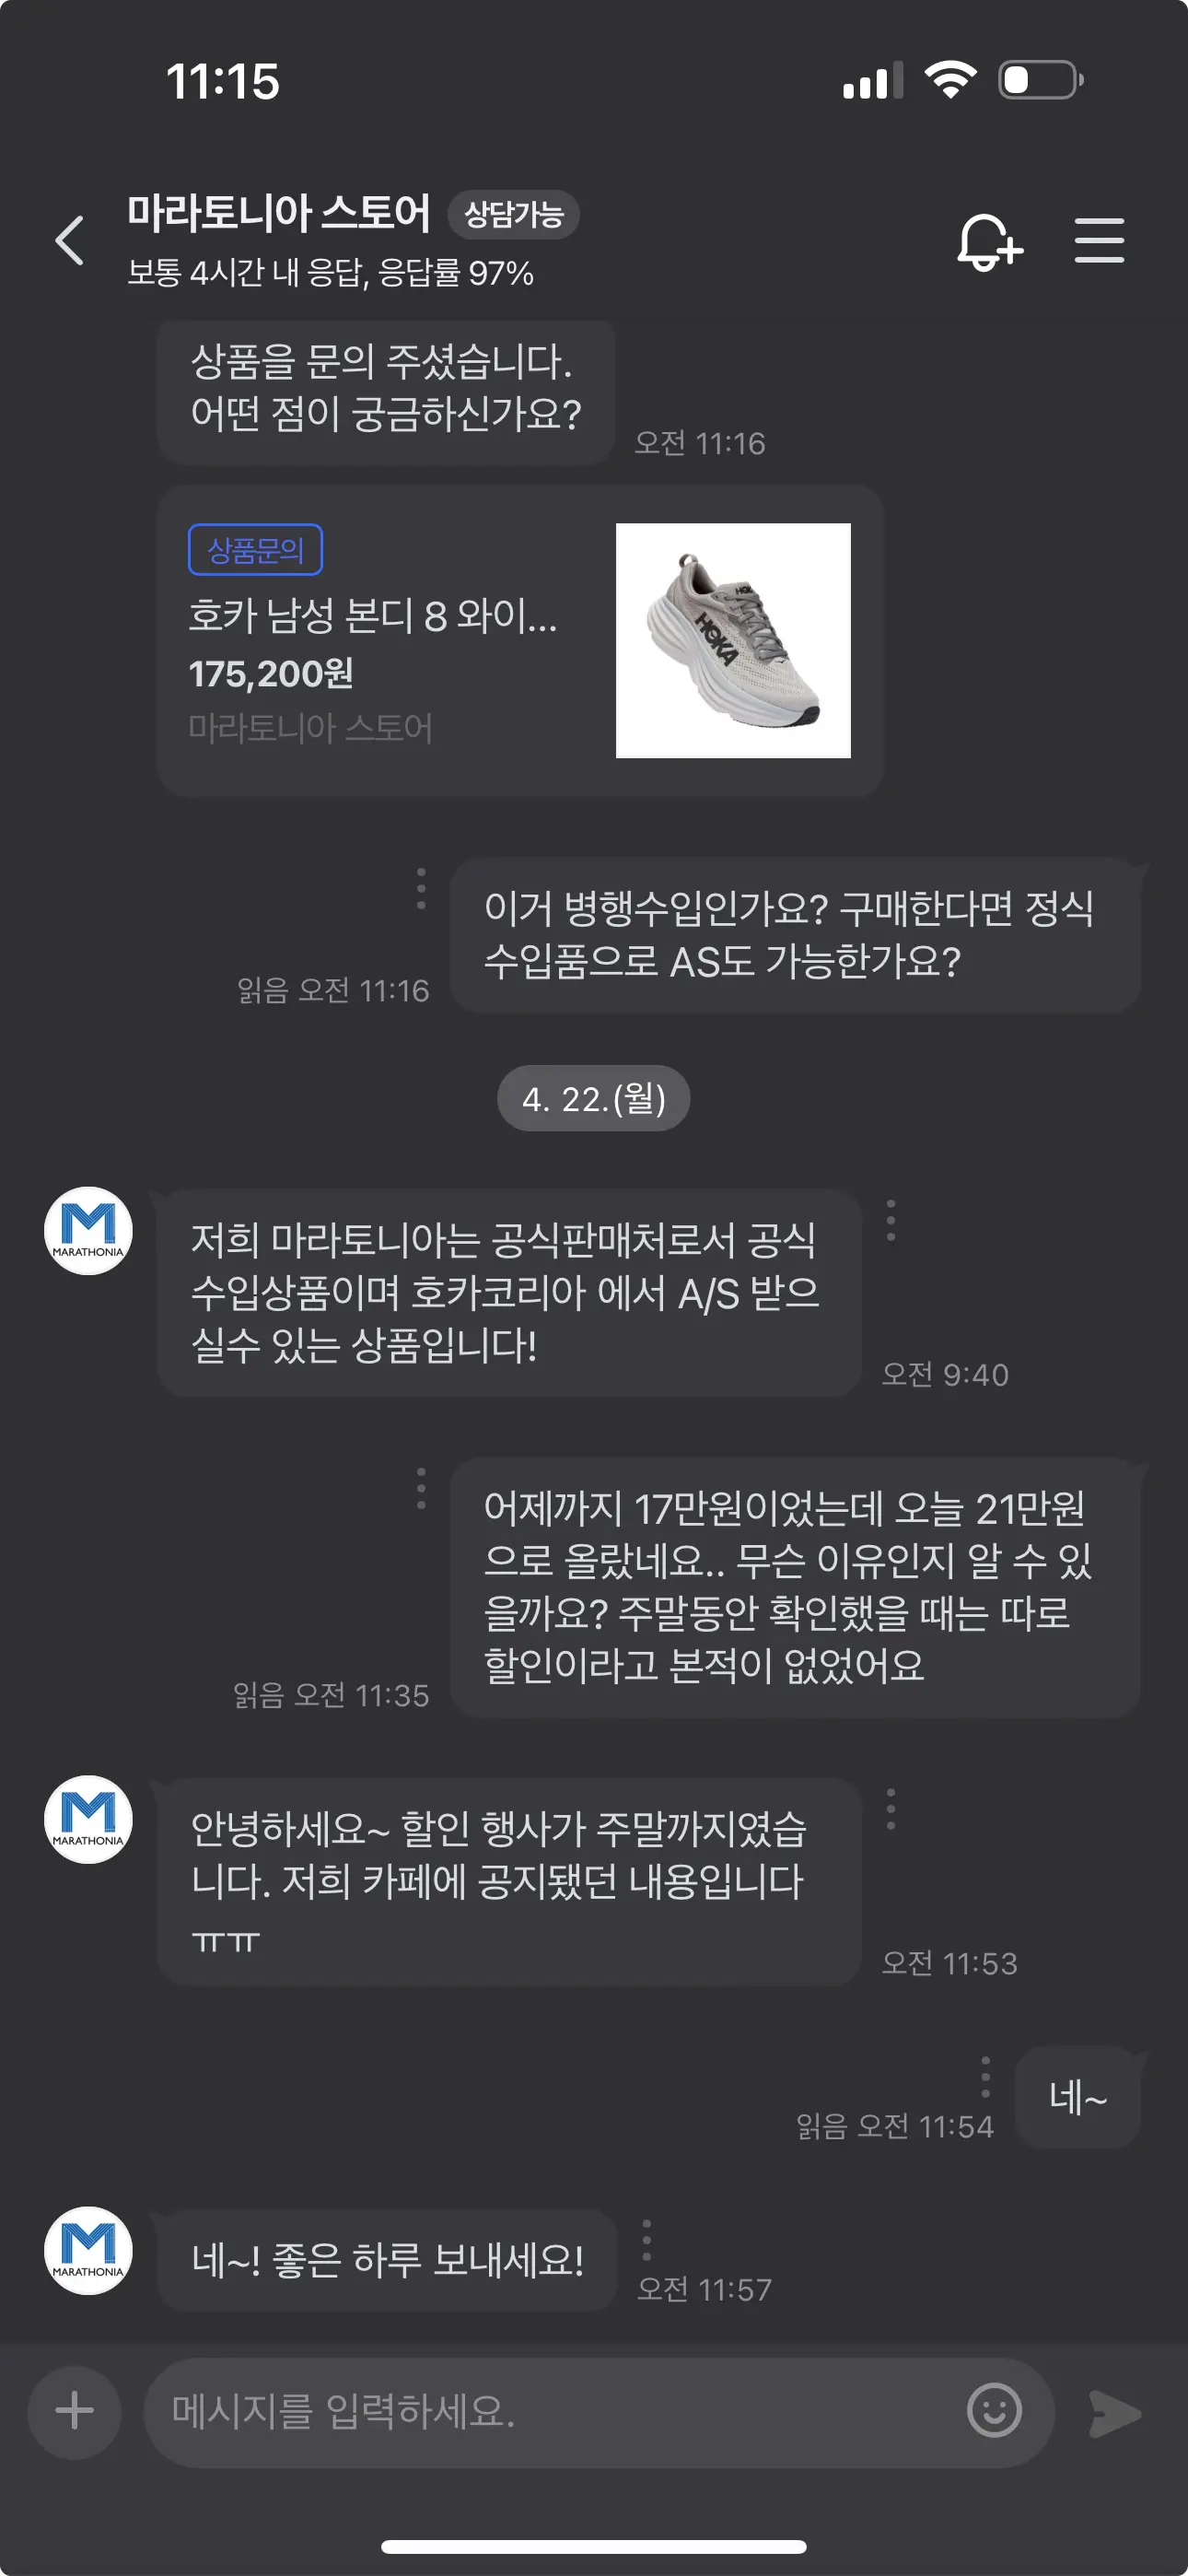 11:15
마라토니아 스토어 상담가능
보통 4시간 내 응답, 응답률 97%
상품을 문의 주셨습니다.
어떤 점이 궁금하신가요?
오전 11:16
상품문의
호카 남성 본디 8 와이...
175,200원
마라토니아 스토어
HOKA
HOKA
이거 병행수입인가요? 구매한다면 정식
수입품으로 AS도 가능한가요?
읽음 오전 11:16
4. 22.(월)
M
MARATHONIA
저희 마라토니아는 공식판매처로서 공식
수입상품이며 호카코리아 에서 A/S 받으
실수 있는 상품입니다!
오전 9:40
어제까지 17만원이었는데 오늘 21만원
으로 올랐네요.. 무슨 이유인지 알 수 있
을까요? 주말동안 확인했을 때는 따로
할인이라고 본적이 없었어요
읽음 오전 11:35
M
MARATHONIA
안녕하세요~ 할인 행사가 주말까지였습
니다. 저희 카페에 공지됐던 내용입니다
ㅠㅠ
오전 11:53
네~
읽음 오전 11:54
M
MARATHONIA
네~! 좋은 하루 보내세요!
오전 11:57
메시지를 입력하세요.